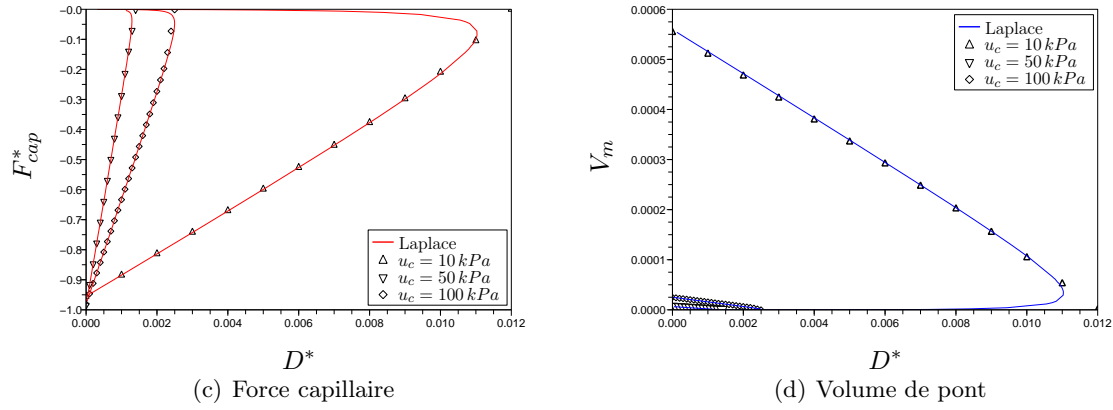 -0.0
-0.1
-0.2
-0.3
-0.4
-0.5
-0.6
-0.7
-0.8
-0.9
-1.0
0.000 0.002 0.004 0.006 0.008 0.010 0.012
F*cap
D*
Laplace
u_c = 10 kPa
u_c = 50 kPa
u_c = 100 kPa
(c) Force capillaire
0.0006
0.0005
0.0004
0.0003
0.0002
0.0001
0.0000
0.000 0.002 0.004 0.006 0.008 0.010 0.012
V_m
D*
Laplace
u_c = 10 kPa
u_c = 50 kPa
u_c = 100 kPa
(d) Volume de pont